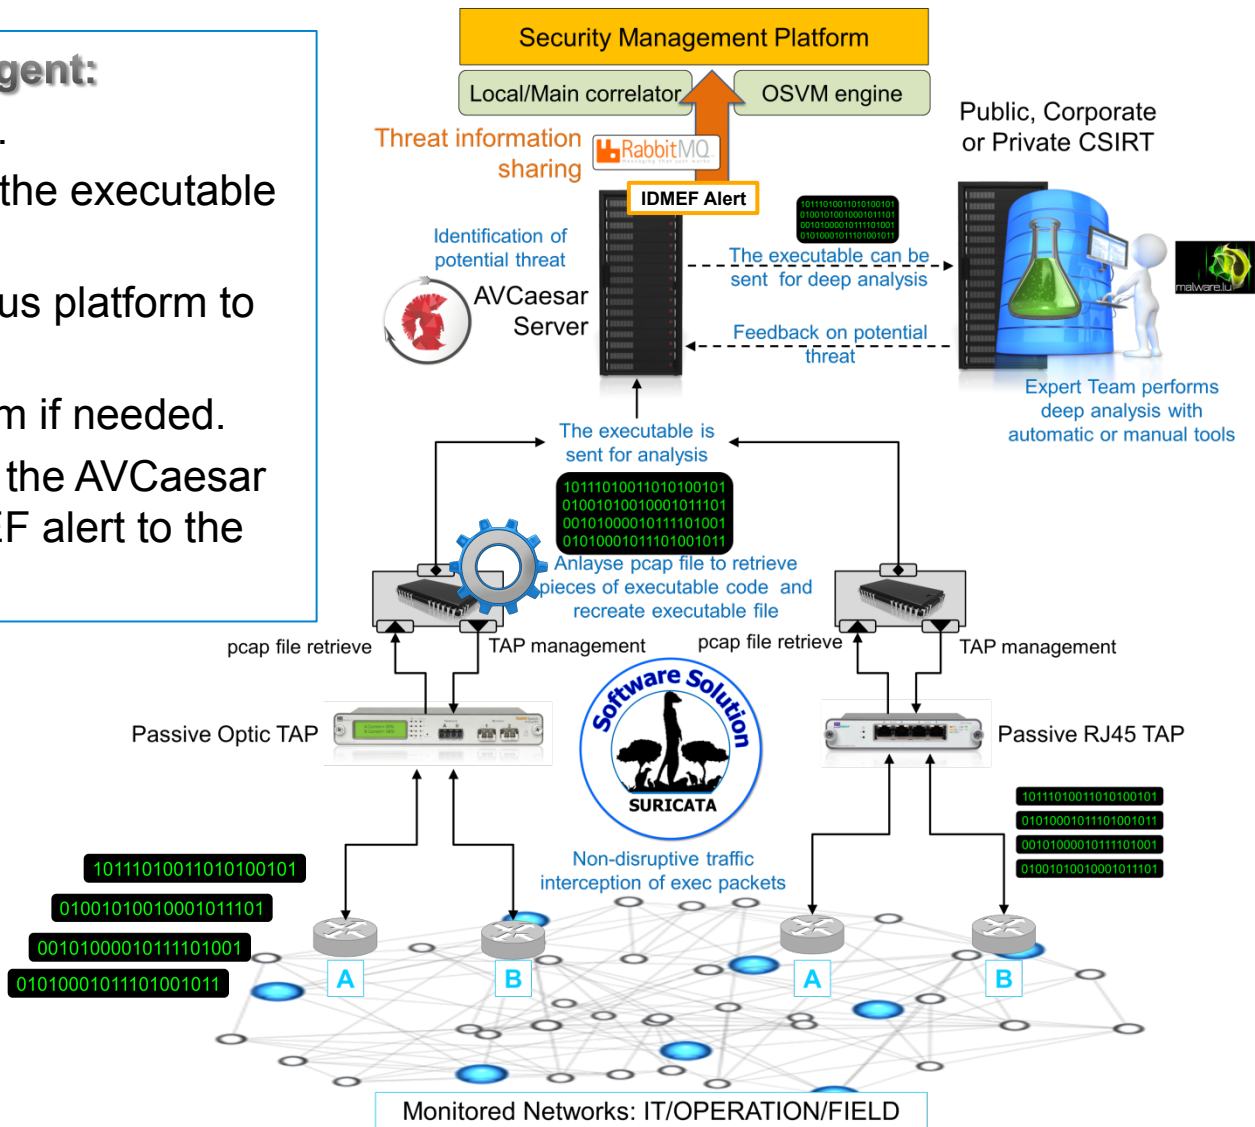 gent:
.
the executable
us platform to
m if needed.
the AVCaesar
EF alert to the
Security Management Platform
Local/Main correlator
OSVM engine
Threat information
sharing
RabbitMQ
IDMEF Alert
Public, Corporate
or Private CSIRT
10111010011010100101
01001010010001011101
00101000010111101001
01010001011101001011
Identification of
potential threat
AVCaesar
Server
The executable can be
sent for deep analysis
Feedback on potential
threat
malware.lu
Expert Team performs
deep analysis with
automatic or manual tools
The executable is
sent for analysis
10111010011010100101
01001010010001011101
00101000010111101001
01010001011101001011
Anlayse pcap file to retrieve
pieces of executable code and
recreate executable file
pcap file retrieve
TAP management
pcap file retrieve
TAP management
Passive Optic TAP
Software Solution
SURICATA
Passive RJ45 TAP
10111010011010100101
01010001011101001011
00101000010111101001
01001010010001011101
Non-disruptive traffic
interception of exec packets
10111010011010100101
01001010010001011101
00101000010111101001
01010001011101001011
A
B
A
B
Monitored Networks: IT/OPERATION/FIELD